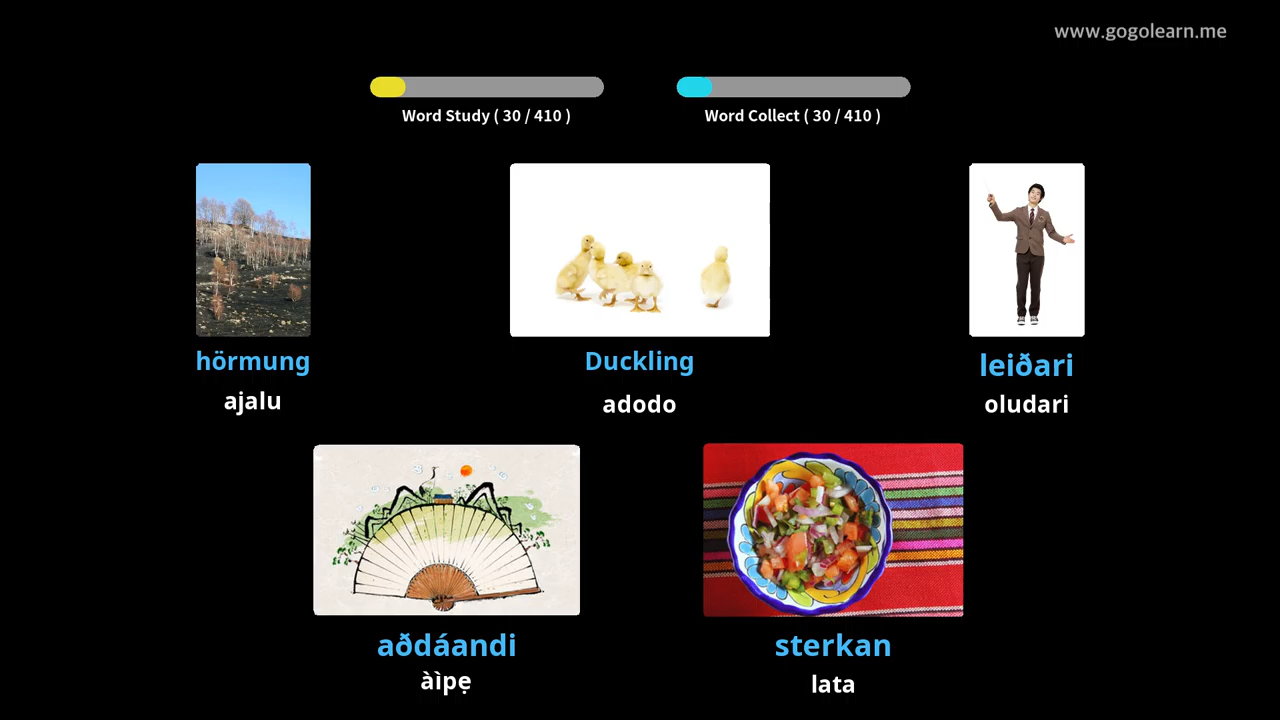 www.gogolearn.me
Word Study ( 30 / 410 )
Word Collect ( 30 / 410 )
hörmung
Duckling
leiðari
ajalu
adodo
oludari
aðdáandi
sterkan
àìpẹ
lata